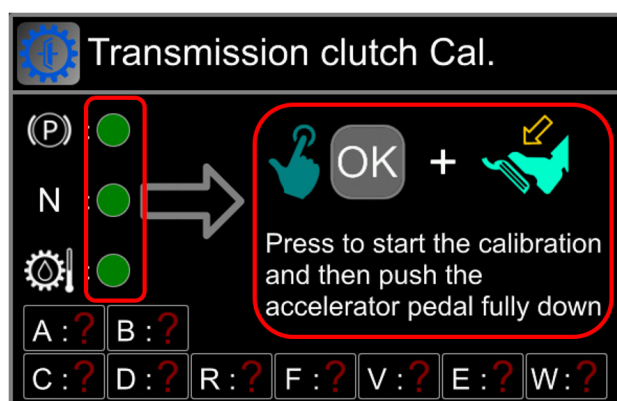 Transmission clutch Cal.
(P) :
N :
:
OK +
Press to start the calibration
and then push the
accelerator pedal fully down
A : ? B : ?
C : ? D : ? R : ? F : ? V : ? E : ? W : ?